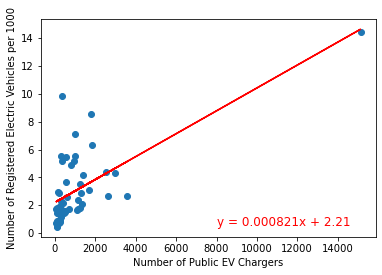 14
12
10
8
6
4
2
0
Number of Registered Electric Vehicles per 1000
y = 0.000821x + 2.21
0 2000 4000 6000 8000 10000 12000 14000
Number of Public EV Chargers